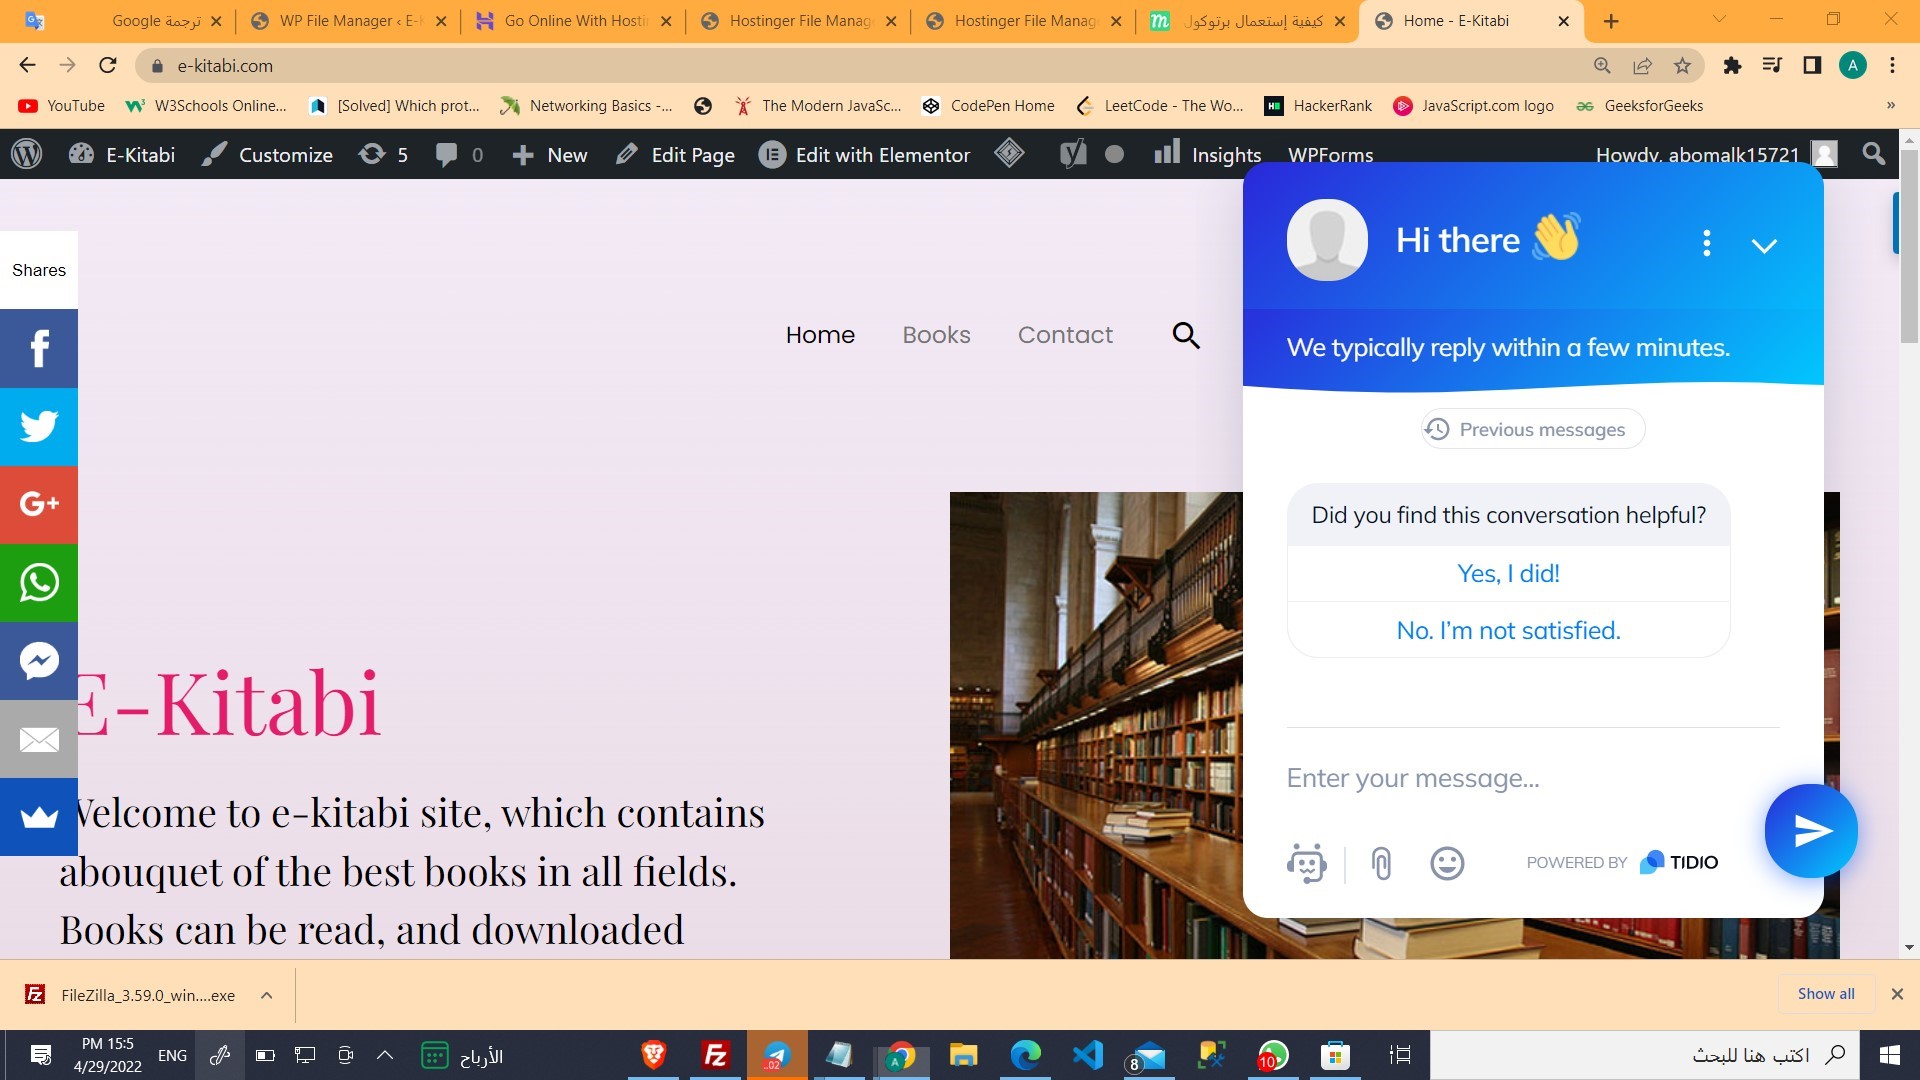 ترجمة Google
WP File Manager ‹ E-K
Go Online With Hosti
Hostinger File Manag
Hostinger File Manag
كيفية إستعمال برتوكول
Home - E-Kitabi
e-kitabi.com
A
YouTube
W3Schools Online...
[Solved] Which prot...
Networking Basics -...
The Modern JavaSc...
CodePen Home
LeetCode - The Wo...
HackerRank
JavaScript.com logo
GeeksforGeeks
»
E-Kitabi
Customize
5
0
New
Edit Page
Edit with Elementor
Insights
WPForms
Howdy, abomalk15721
Shares
Home
Books
Contact
Hi there 👋
We typically reply within a few minutes.
Previous messages
Did you find this conversation helpful?
Yes, I did!
No. I'm not satisfied.
Enter your message...
POWERED BY TIDIO
E-Kitabi
Welcome to e-kitabi site, which contains
abouquet of the best books in all fields.
Books can be read, and downloaded
FileZilla_3.59.0_win....exe
Show all
PM 15:5
4/29/2022
ENG
الأرباح
..02
A
8
10
اكتب هنا للبحث